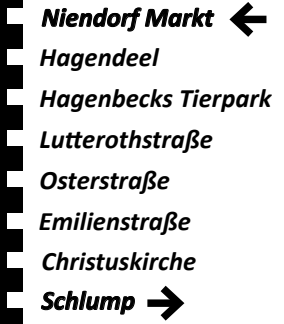 Niendorf Markt ←
Hagendeel
Hagenbecks Tierpark
Lutterothstraße
Osterstraße
Emilienstraße
Christuskirche
Schlump →